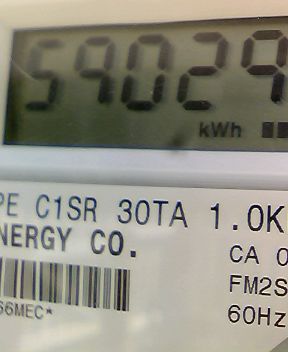 59029
kWh
PE C1SR 30TA 1.0K
NERGY CO.
CA 0
FM2S
60Hz
66MEC*